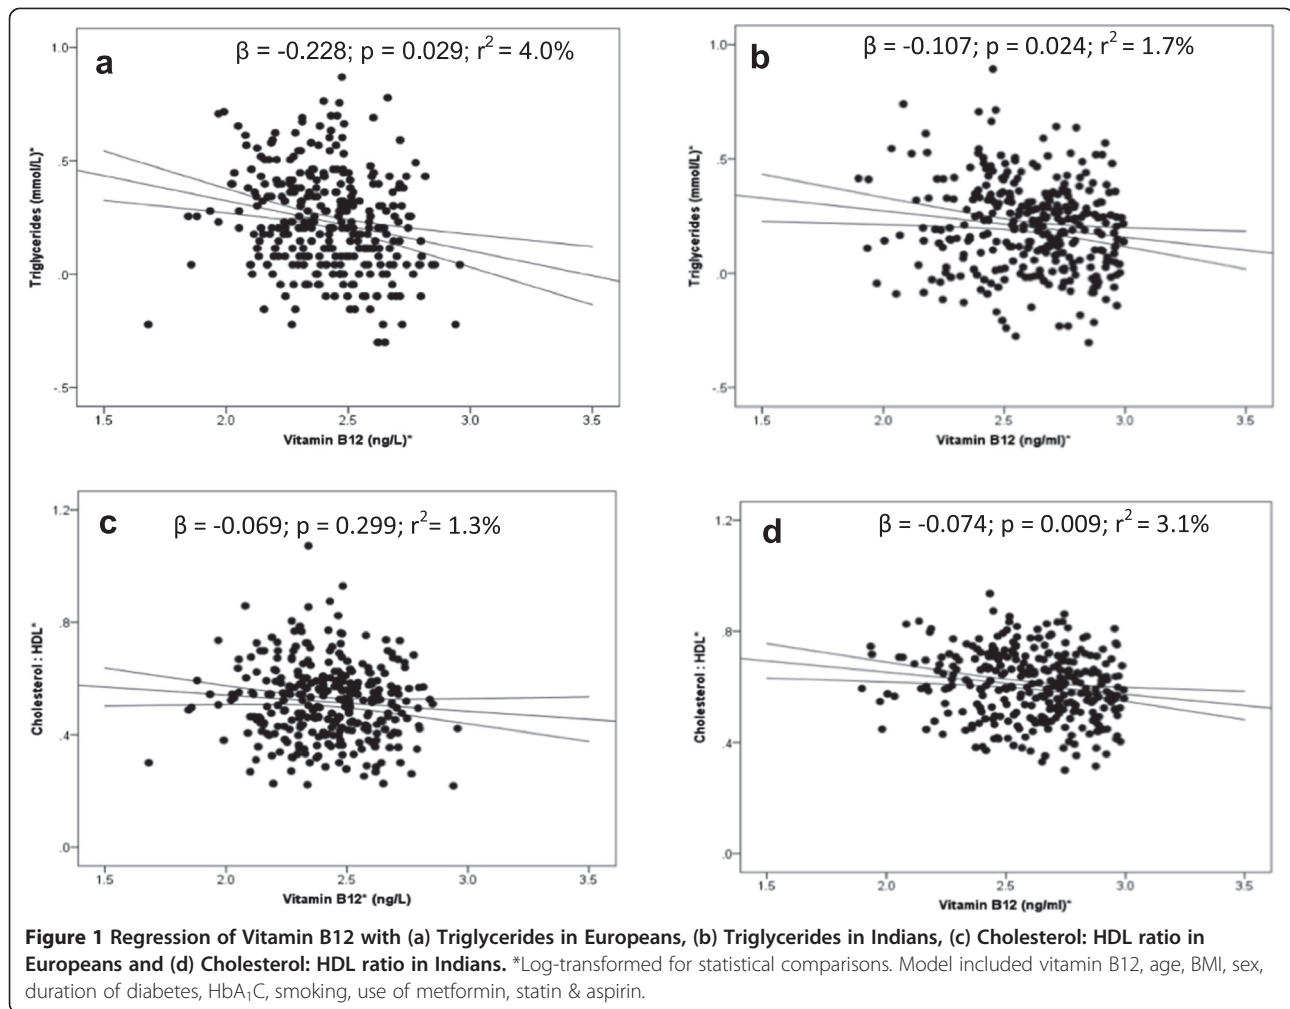 a
β = -0.228; p = 0.029; r² = 4.0%
Triglycerides (mmol/L)*
1.0
.5
.0
-.5
1.5 2.0 2.5 3.0 3.5
Vitamin B12 (ng/L)*
b
β = -0.107; p = 0.024; r² = 1.7%
Triglycerides (mmol/L)*
1.0
.5
.0
-.5
1.5 2.0 2.5 3.0 3.5
Vitamin B12 (ng/ml)*
c
β = -0.069; p = 0.299; r² = 1.3%
Cholesterol : HDL*
1.2
.8
.4
.0
1.5 2.0 2.5 3.0 3.5
Vitamin B12* (ng/L)
d
β = -0.074; p = 0.009; r² = 3.1%
Cholesterol : HDL*
1.2
.8
.4
.0
1.5 2.0 2.5 3.0 3.5
Vitamin B12 (ng/ml)*
Figure 1 Regression of Vitamin B12 with (a) Triglycerides in Europeans, (b) Triglycerides in Indians, (c) Cholesterol: HDL ratio in
Europeans and (d) Cholesterol: HDL ratio in Indians. *Log-transformed for statistical comparisons. Model included vitamin B12, age, BMI, sex,
duration of diabetes, HbA₁C, smoking, use of metformin, statin & aspirin.